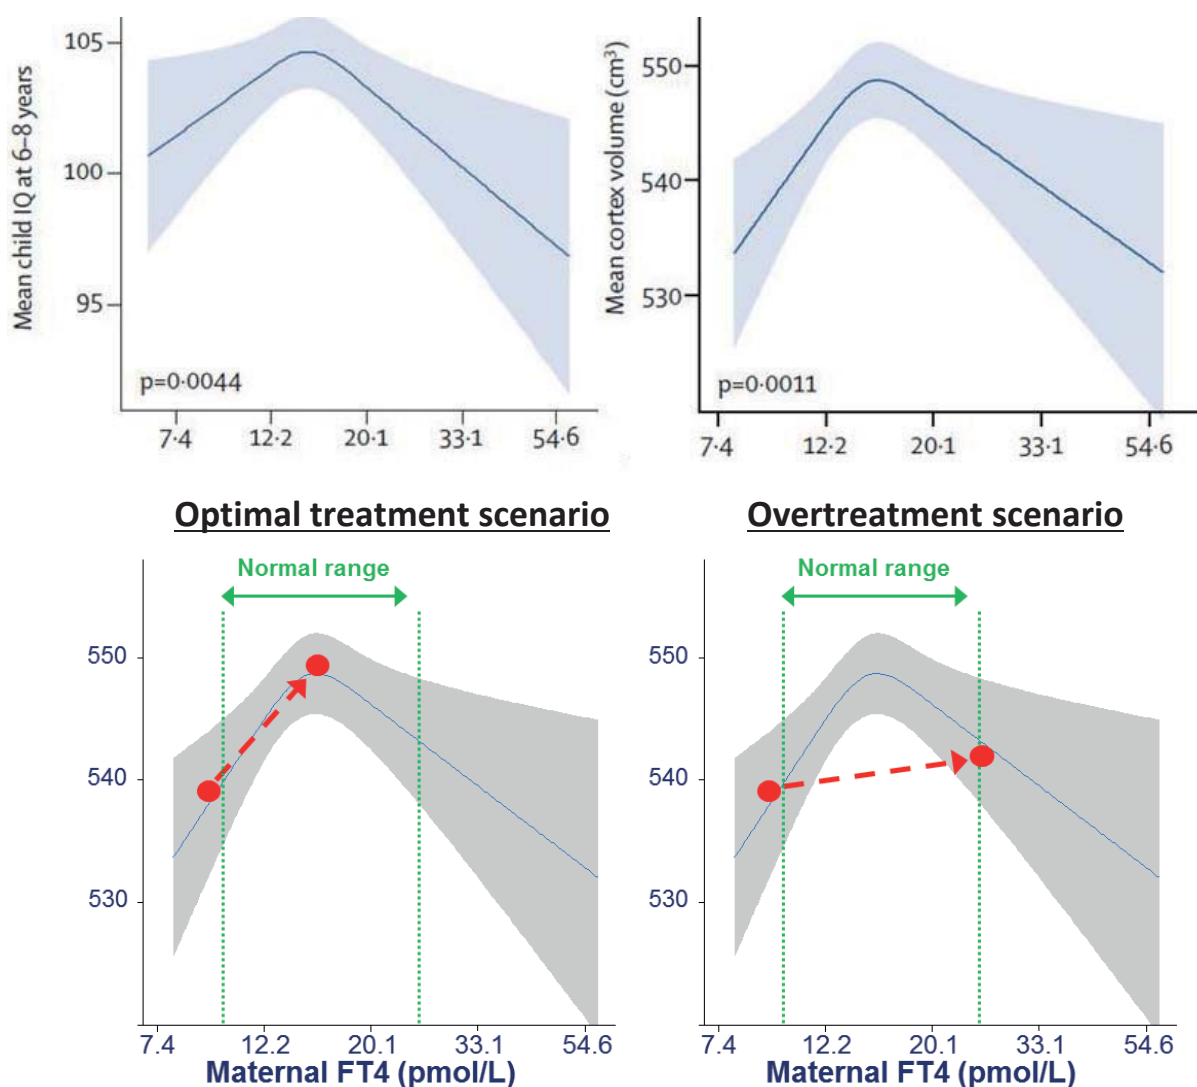 Mean child IQ at 6–8 years
105
100
95
p=0·0044
7·4 12·2 20·1 33·1 54·6
Mean cortex volume (cm³)
550
540
530
p=0·0011
7·4 12·2 20·1 33·1 54·6
Optimal treatment scenario
Normal range
550
540
530
7.4 12.2 20.1 33.1 54.6
Maternal FT4 (pmol/L)
Overtreatment scenario
Normal range
550
540
530
7.4 12.2 20.1 33.1 54.6
Maternal FT4 (pmol/L)